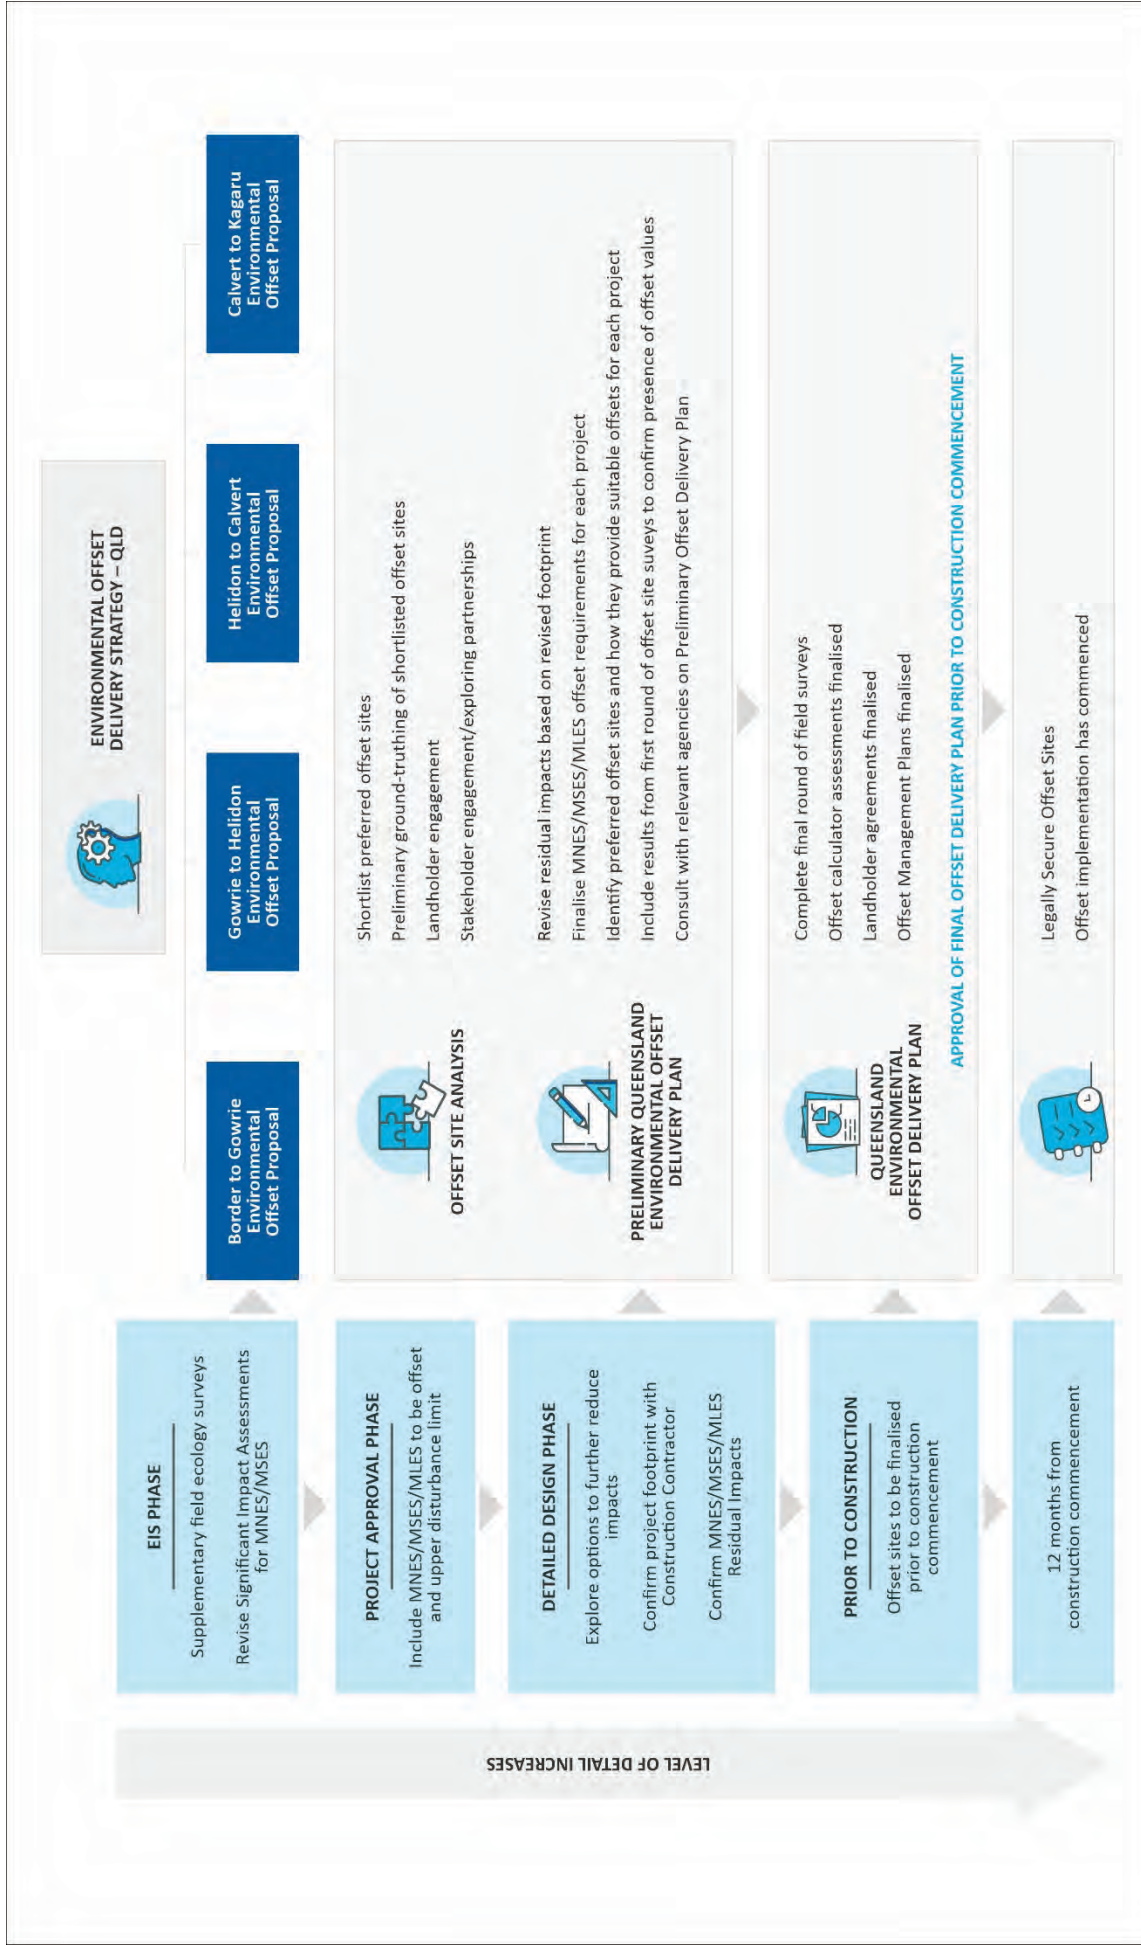 ENVIRONMENTAL OFFSET
DELIVERY STRATEGY – QLD
Border to Gowrie
Environmental
Offset Proposal
Gowrie to Helidon
Environmental
Offset Proposal
Helidon to Calvert
Environmental
Offset Proposal
Calvert to Kagaru
Environmental
Offset Proposal
LEVEL OF DETAIL INCREASES
EIS PHASE
Supplementary field ecology surveys
Revise Significant Impact Assessments
for MNES/MSES
PROJECT APPROVAL PHASE
Include MNES/MSES/MLES to be offset
and upper disturbance limit
DETAILED DESIGN PHASE
Explore options to further reduce
impacts
Confirm project footprint with
Construction Contractor
Confirm MNES/MSES/MLES
Residual Impacts
PRIOR TO CONSTRUCTION
Offset sites to be finalised
prior to construction
commencement
12 months from
construction commencement
OFFSET SITE ANALYSIS
Shortlist preferred offset sites
Preliminary ground-truthing of shortlisted offset sites
Landholder engagement
Stakeholder engagement/exploring partnerships
PRELIMINARY QUEENSLAND
ENVIRONMENTAL OFFSET
DELIVERY PLAN
Revise residual impacts based on revised footprint
Finalise MNES/MSES/MLES offset requirements for each project
Identify preferred offset sites and how they provide suitable offsets for each project
Include results from first round of offset site suveys to confirm presence of offset values
Consult with relevant agencies on Preliminary Offset Delivery Plan
QUEENSLAND
ENVIRONMENTAL
OFFSET DELIVERY PLAN
Complete final round of field surveys
Offset calculator assessments finalised
Landholder agreements finalised
Offset Management Plans finalised
APPROVAL OF FINAL OFFSET DELIVERY PLAN PRIOR TO CONSTRUCTION COMMENCEMENT
Legally Secure Offset Sites
Offset implementation has commenced